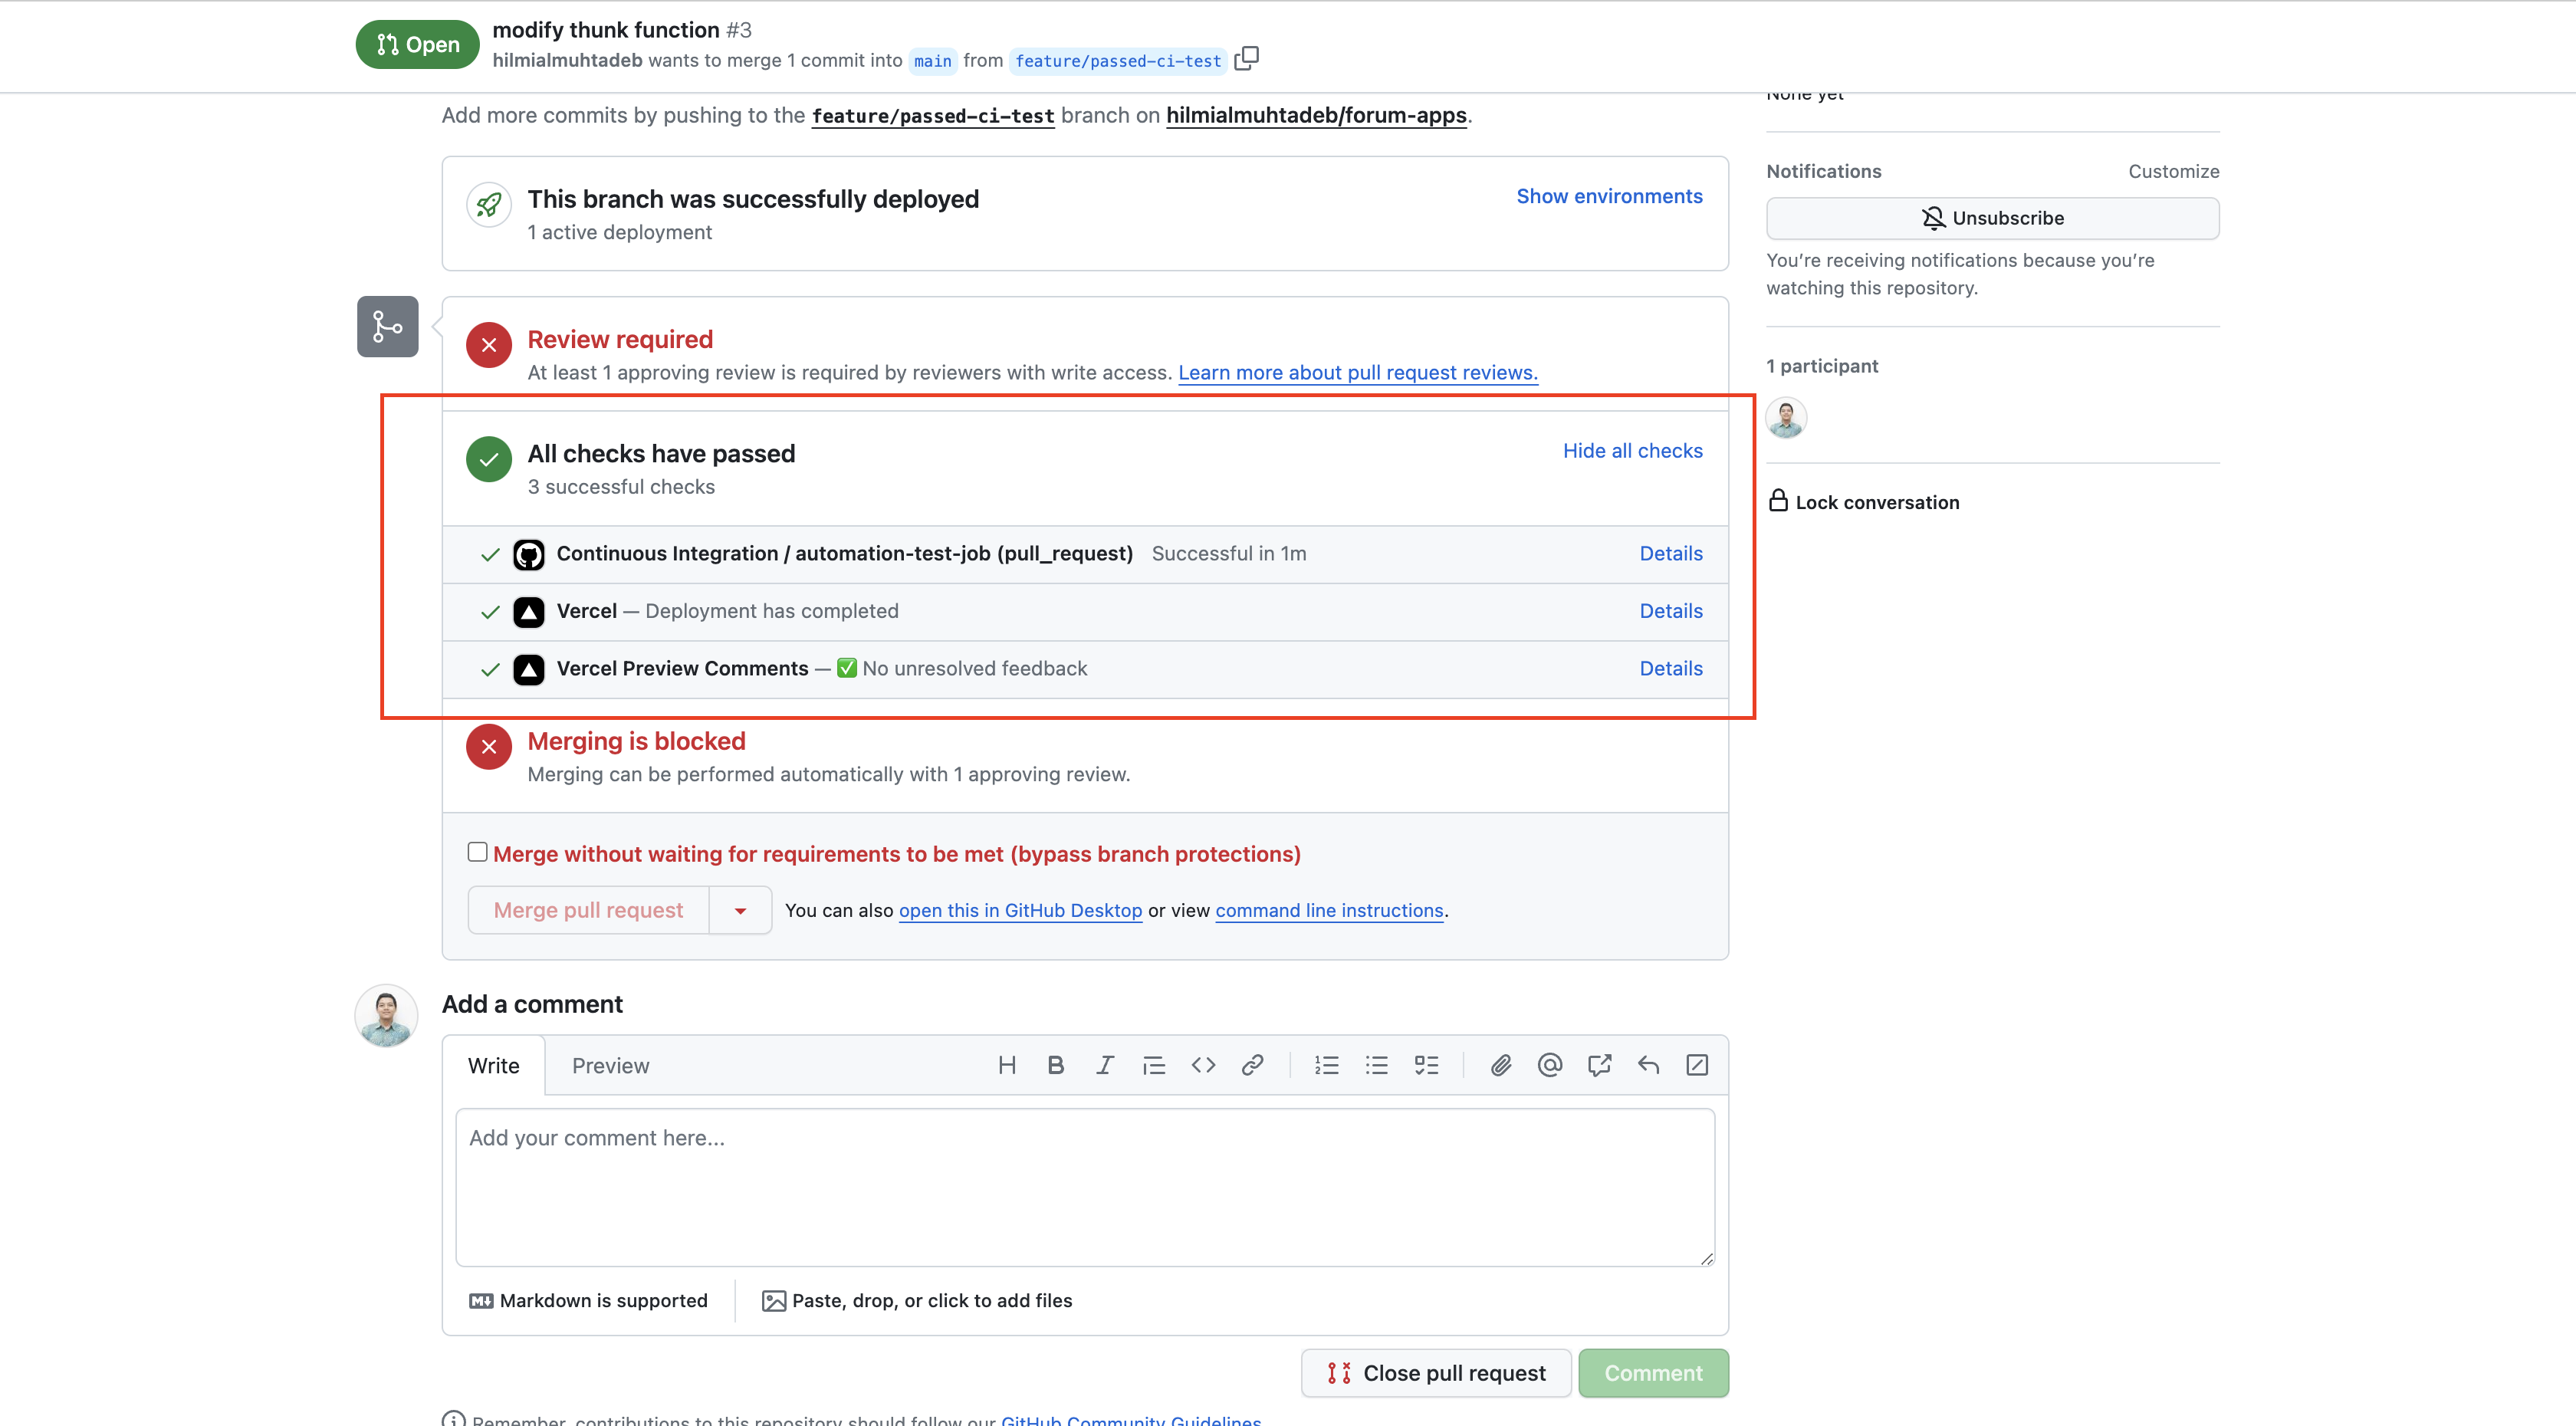 Open
modify thunk function #3
hilmialmuhtadeb wants to merge 1 commit into main from feature/passed-ci-test
None yet
Add more commits by pushing to the feature/passed-ci-test branch on hilmialmuhtadeb/forum-apps.
This branch was successfully deployed
1 active deployment
Show environments
Notifications
Customize
Unsubscribe
You’re receiving notifications because you’re
watching this repository.
1 participant
Lock conversation
Review required
At least 1 approving review is required by reviewers with write access. Learn more about pull request reviews.
All checks have passed
3 successful checks
Hide all checks
Continuous Integration / automation-test-job (pull_request) Successful in 1m Details
Vercel — Deployment has completed Details
Vercel Preview Comments — ✅ No unresolved feedback Details
Merging is blocked
Merging can be performed automatically with 1 approving review.
Merge without waiting for requirements to be met (bypass branch protections)
Merge pull request
You can also open this in GitHub Desktop or view command line instructions.
Add a comment
Write Preview
Add your comment here...
Markdown is supported
Paste, drop, or click to add files
Close pull request
Comment
Remember, contributions to this repository should follow our GitHub Community Guidelines